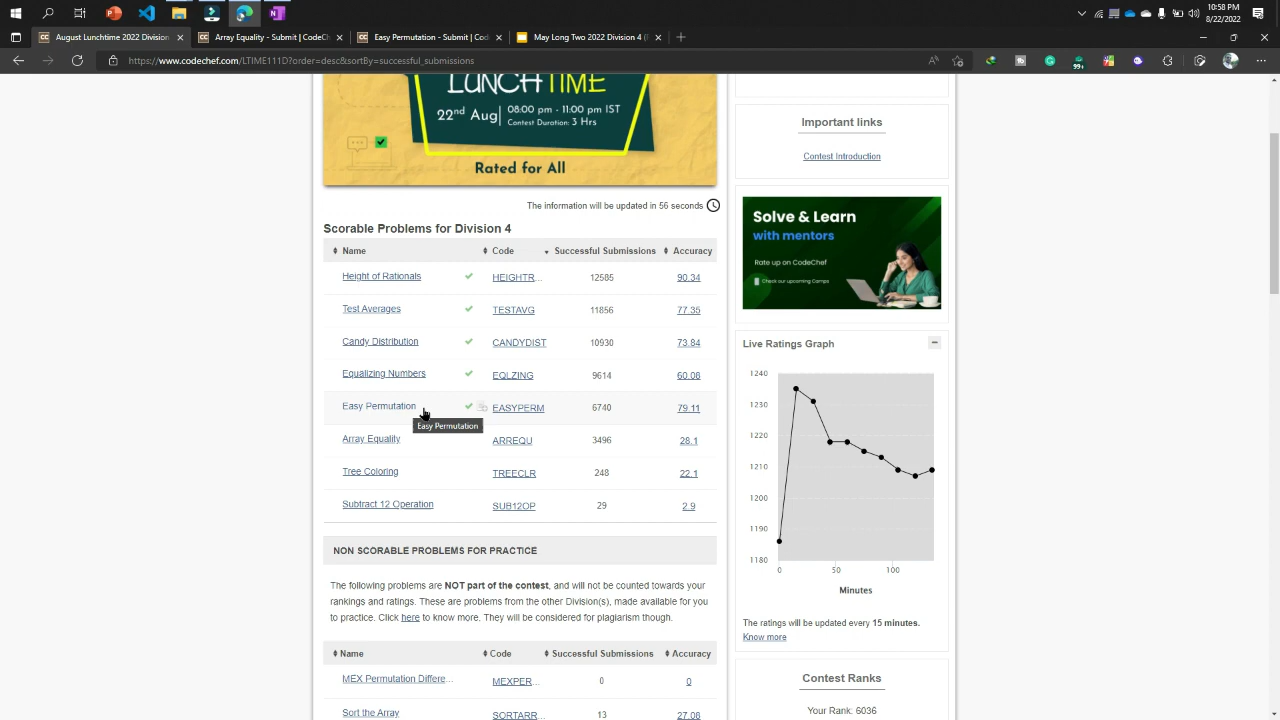 10:58 PM
8/22/2022
August Lunchtime 2022 Division
Array Equality - Submit | CodeCh
Easy Permutation - Submit | Cod
May Long Two 2022 Division 4 (
https://www.codechef.com/LTIME111D?order=desc&sortBy=successful_submissions
99+
LUNCHTIME
22nd Aug| 08:00 pm - 11:00 pm IST
Contest Duration: 3 Hrs
Rated for All
The information will be updated in 56 seconds
Scorable Problems for Division 4
Name Code Successful Submissions Accuracy
Height of Rationals HEIGHTR... 12585 90.34
Test Averages TESTAVG 11856 77.35
Candy Distribution CANDYDIST 10930 73.84
Equalizing Numbers EQLZING 9614 60.08
Easy Permutation EASYPERM 6740 79.11
Easy Permutation
Array Equality ARREQU 3496 28.1
Tree Coloring TREECLR 248 22.1
Subtract 12 Operation SUB12OP 29 2.9
NON SCORABLE PROBLEMS FOR PRACTICE
The following problems are NOT part of the contest, and will not be counted towards your
rankings and ratings. These are problems from the other Division(s), made available for you
to practice. Click here to know more. They will be considered for plagiarism though.
Name Code Successful Submissions Accuracy
MEX Permutation Differe... MEXPER... 0 0
Sort the Array SORTARR... 13 27.08
Important links
Contest Introduction
Solve & Learn
with mentors
Rate up on CodeChef
Check our upcoming Camps
Live Ratings Graph
1240
1230
1220
1210
1200
1190
1180
0 50 100
Minutes
The ratings will be updated every 15 minutes.
Know more
Contest Ranks
Your Rank: 6036